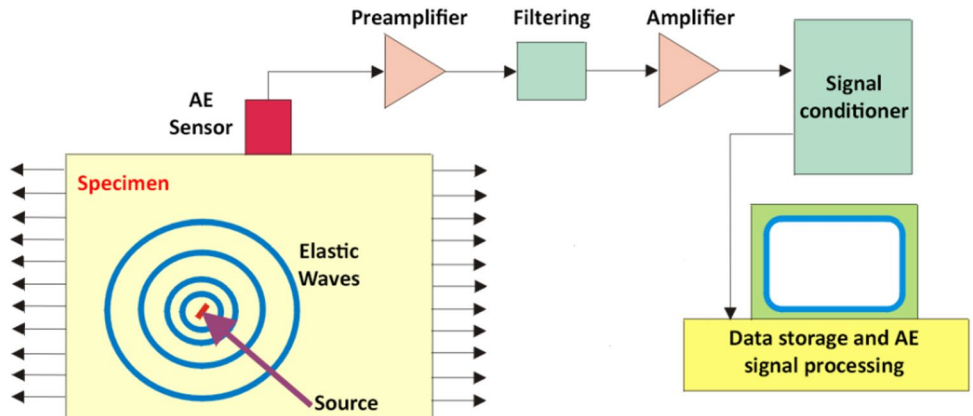 Preamplifier
Filtering
Amplifier
AE
Sensor
Signal
conditioner
Specimen
Elastic
Waves
Source
Data storage and AE
signal processing